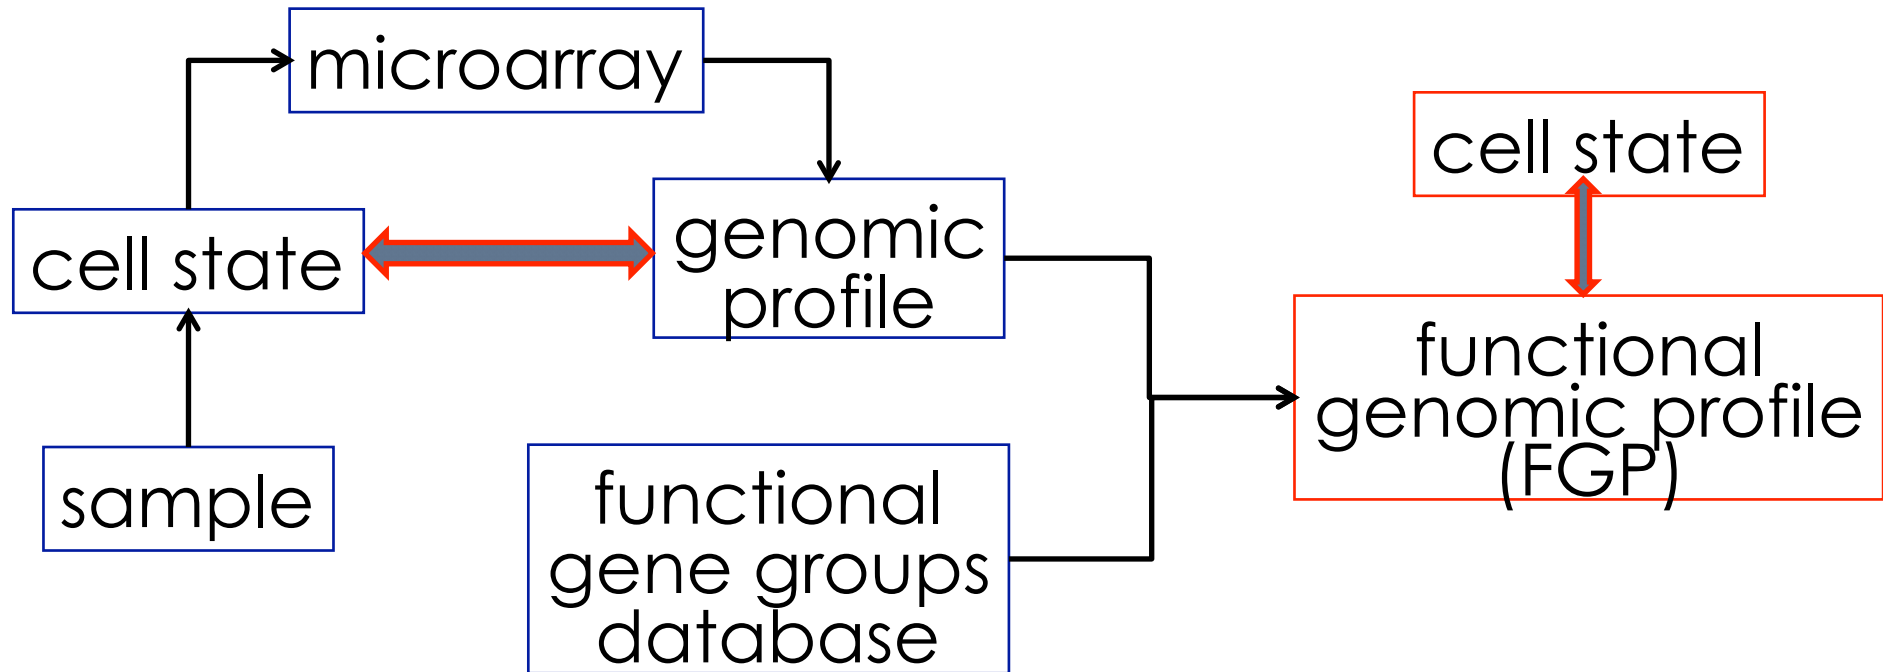 microarray
cell state
cell state
genomic
profile
functional
genomic profile
(FGP)
sample
functional
gene groups
database